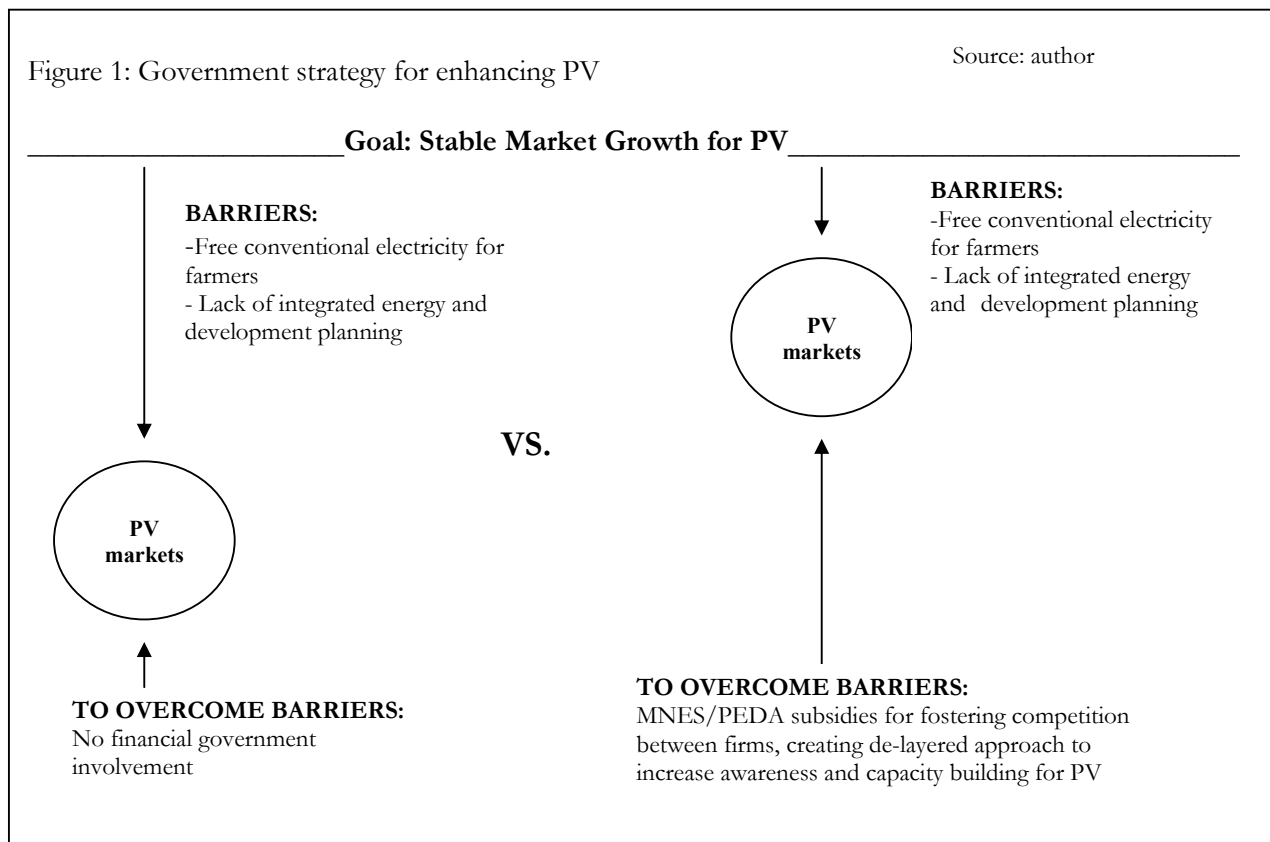 Figure 1: Government strategy for enhancing PV
Source: author
Goal: Stable Market Growth for PV
BARRIERS:
-Free conventional electricity for
farmers
- Lack of integrated energy and
development planning
PV
markets
TO OVERCOME BARRIERS:
No financial government
involvement
VS.
BARRIERS:
-Free conventional electricity
for farmers
- Lack of integrated energy
and development planning
PV
markets
TO OVERCOME BARRIERS:
MNES/PEDA subsidies for fostering competition
between firms, creating de-layered approach to
increase awareness and capacity building for PV